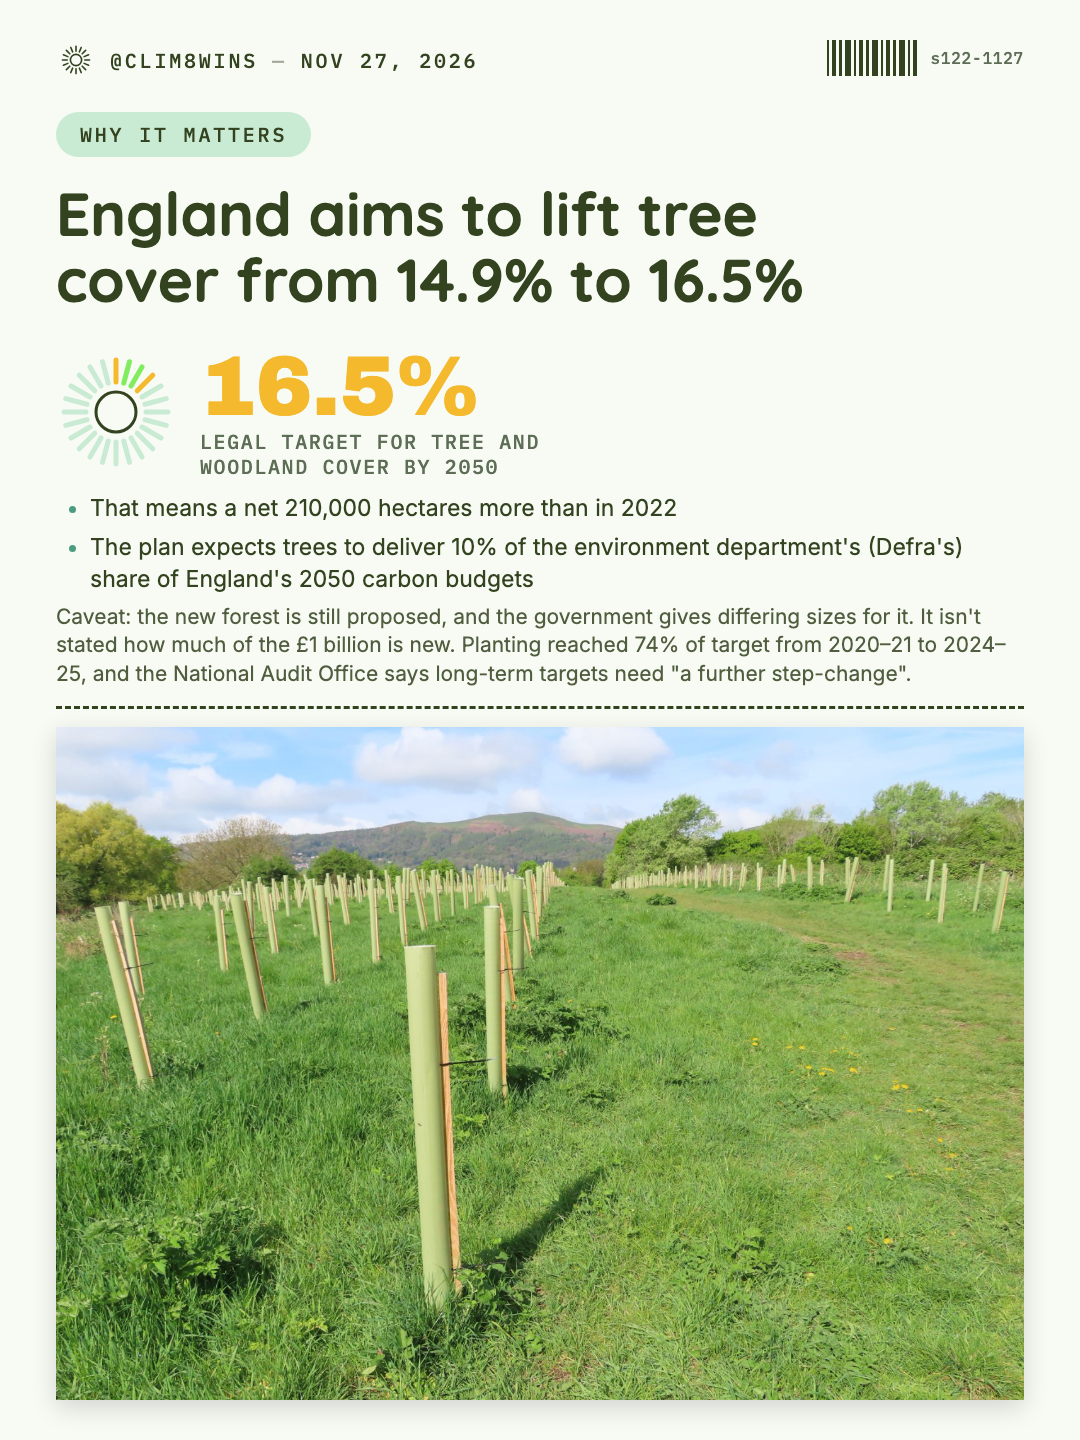 @CLIM8WINS — NOV 27, 2026
s122-1127
WHY IT MATTERS
England aims to lift tree
cover from 14.9% to 16.5%
16.5%
LEGAL TARGET FOR TREE AND
WOODLAND COVER BY 2050
• That means a net 210,000 hectares more than in 2022
• The plan expects trees to deliver 10% of the environment department's (Defra's)
share of England's 2050 carbon budgets
Caveat: the new forest is still proposed, and the government gives differing sizes for it. It isn't
stated how much of the £1 billion is new. Planting reached 74% of target from 2020–21 to 2024–
25, and the National Audit Office says long-term targets need "a further step-change".